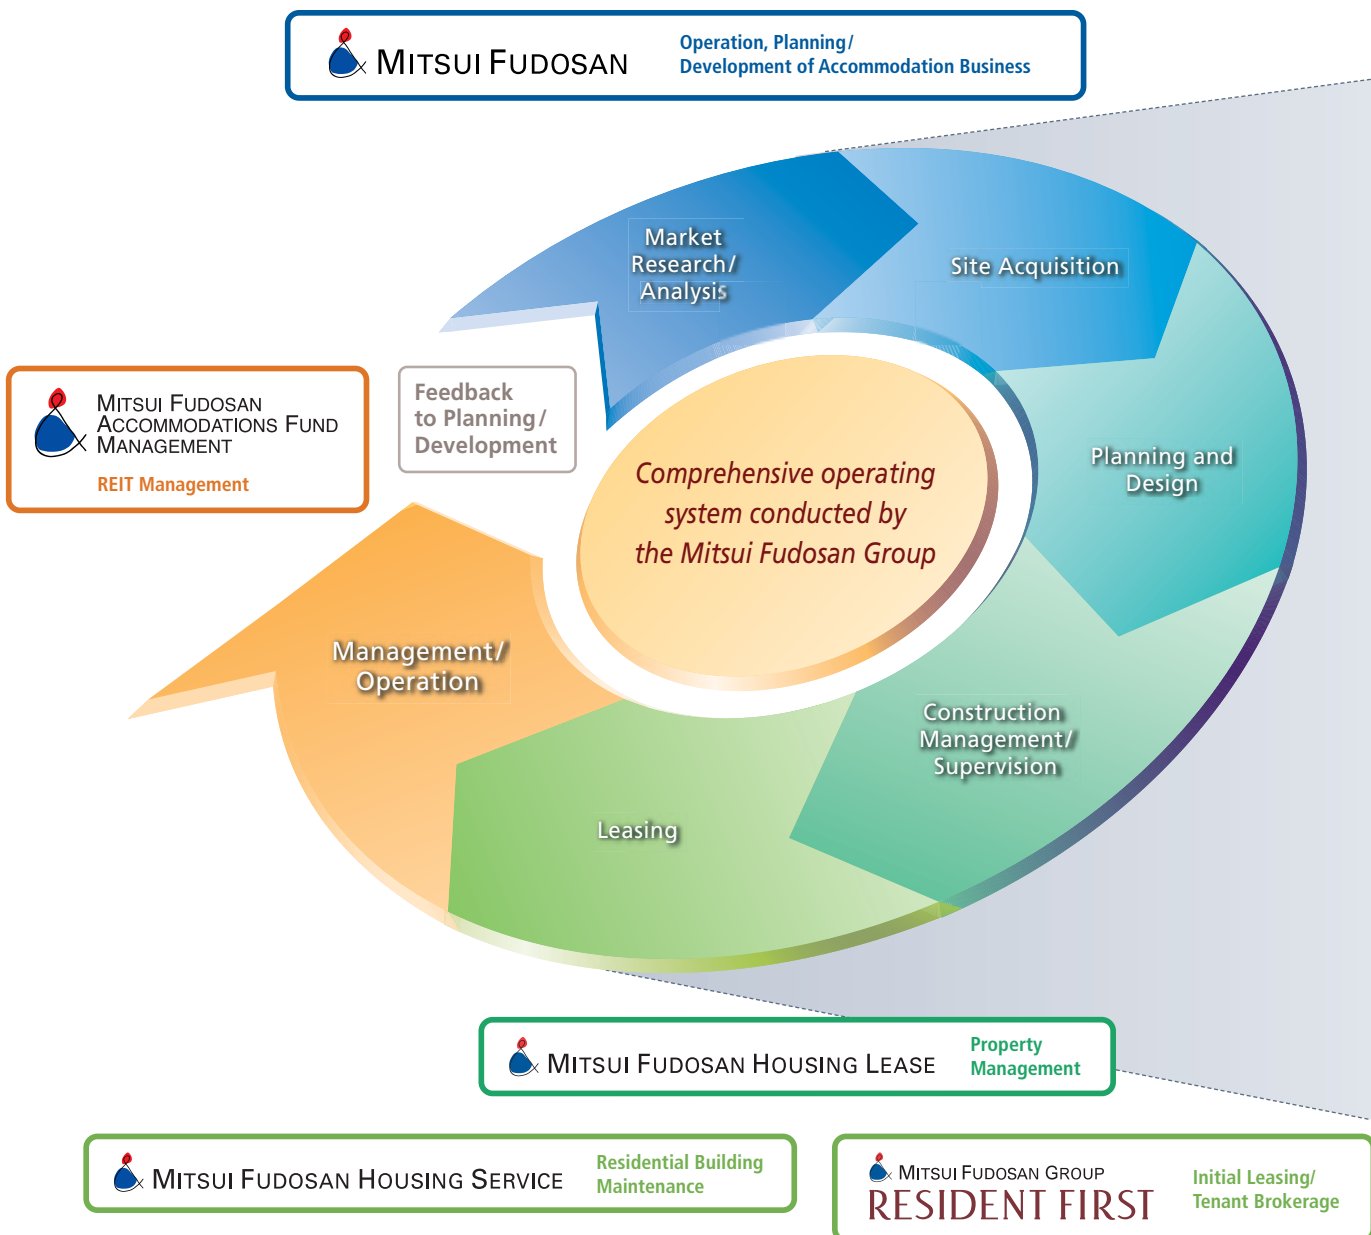 MITSUI FUDOSAN
Operation, Planning/
Development of Accommodation Business
Market
Research/
Analysis
Site Acquisition
MITSUI FUDOSAN
ACCOMMODATIONS FUND
MANAGEMENT
REIT Management
Feedback
to Planning/
Development
Comprehensive operating
system conducted by
the Mitsui Fudosan Group
Planning and
Design
Management/
Operation
Construction
Management/
Supervision
Leasing
MITSUI FUDOSAN HOUSING LEASE
Property
Management
MITSUI FUDOSAN HOUSING SERVICE
Residential Building
Maintenance
MITSUI FUDOSAN GROUP
RESIDENT FIRST
Initial Leasing/
Tenant Brokerage